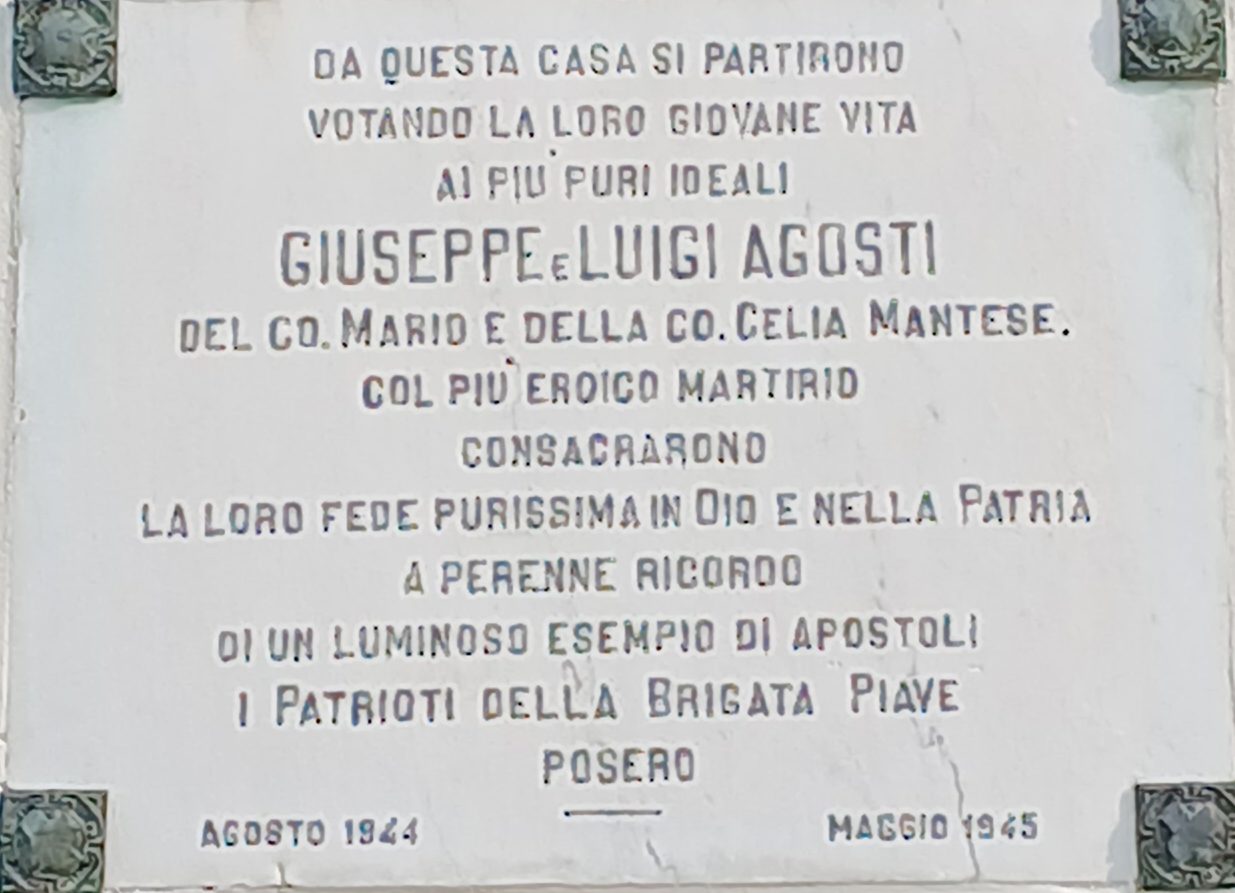 DA QUESTA CASA SI PARTIRONO
VOTANDO LA LORO GIOVANE VITA
AI PIU' PURI IDEALI
GIUSEPPE E LUIGI AGOSTI
DEL CO. MARIO E DELLA CO. CELIA MANTESE.
COL PIU' EROICO MARTIRIO
CONSACRARONO
LA LORO FEDE PURISSIMA IN DIO E NELLA PATRIA
A PERENNE RICORDO
DI UN LUMINOSO ESEMPIO DI APOSTOLI
I PATRIOTI DELLA BRIGATA PIAVE
POSERO
AGOSTO 1944 MAGGIO 1945